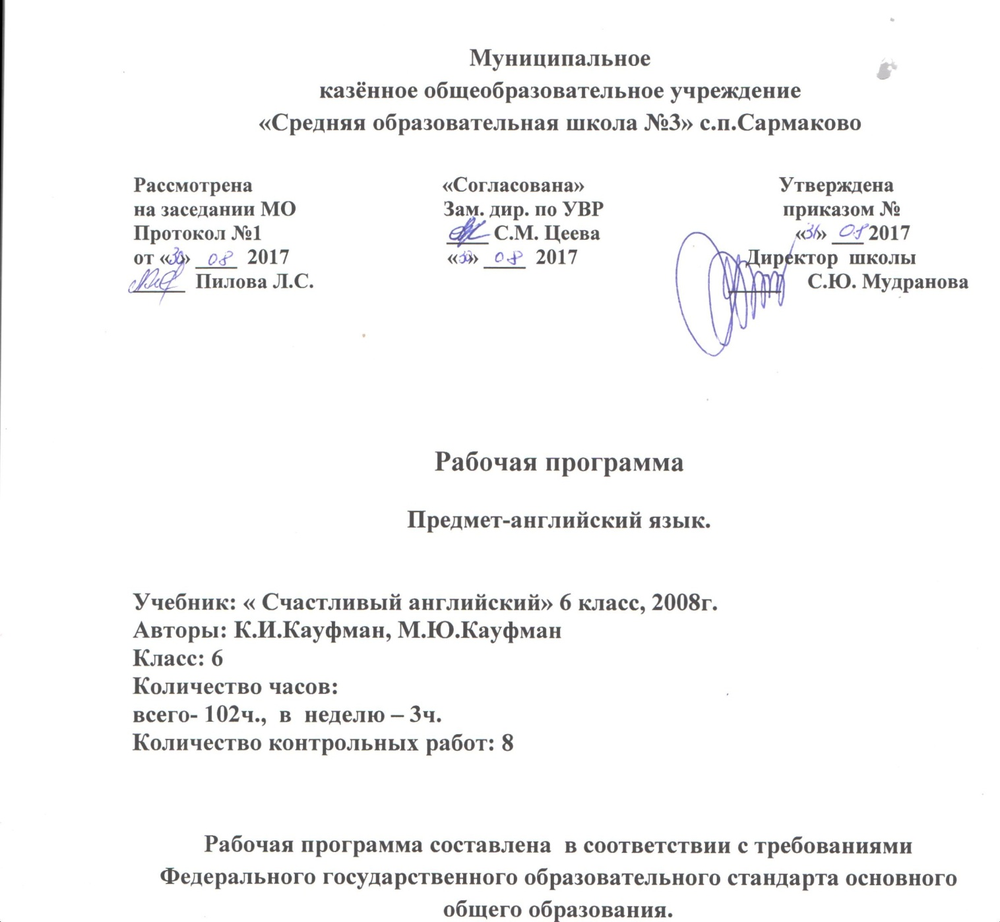 Муниципальное
казённое общеобразовательное учреждение
«Средняя образовательная школа №3» с.п.Сармаково
Рассмотрена
на заседании МО
Протокол №1
от «30» 08 2017
Пилова Л.С.
«Согласована»
Зам. дир. по УВР
С.М. Цеева
«30» 08 2017
Утверждена
приказом №
«31» 08 2017
Директор школы
С.Ю. Мудранова
Рабочая программа
Предмет-английский язык.
Учебник: « Счастливый английский» 6 класс, 2008г.
Авторы: К.И.Кауфман, М.Ю.Кауфман
Класс: 6
Количество часов:
всего- 102ч., в неделю – 3ч.
Количество контрольных работ: 8
Рабочая программа составлена в соответствии с требованиями
Федерального государственного образовательного стандарта основного
общего образования.